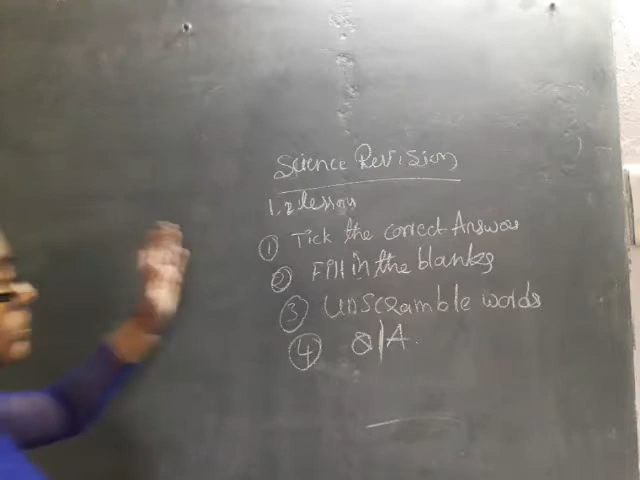 Science Revision
1, 2 lesson
① Tick the correct Answer
② Fill in the blanks
③ Unscramble words
④ Q/A.